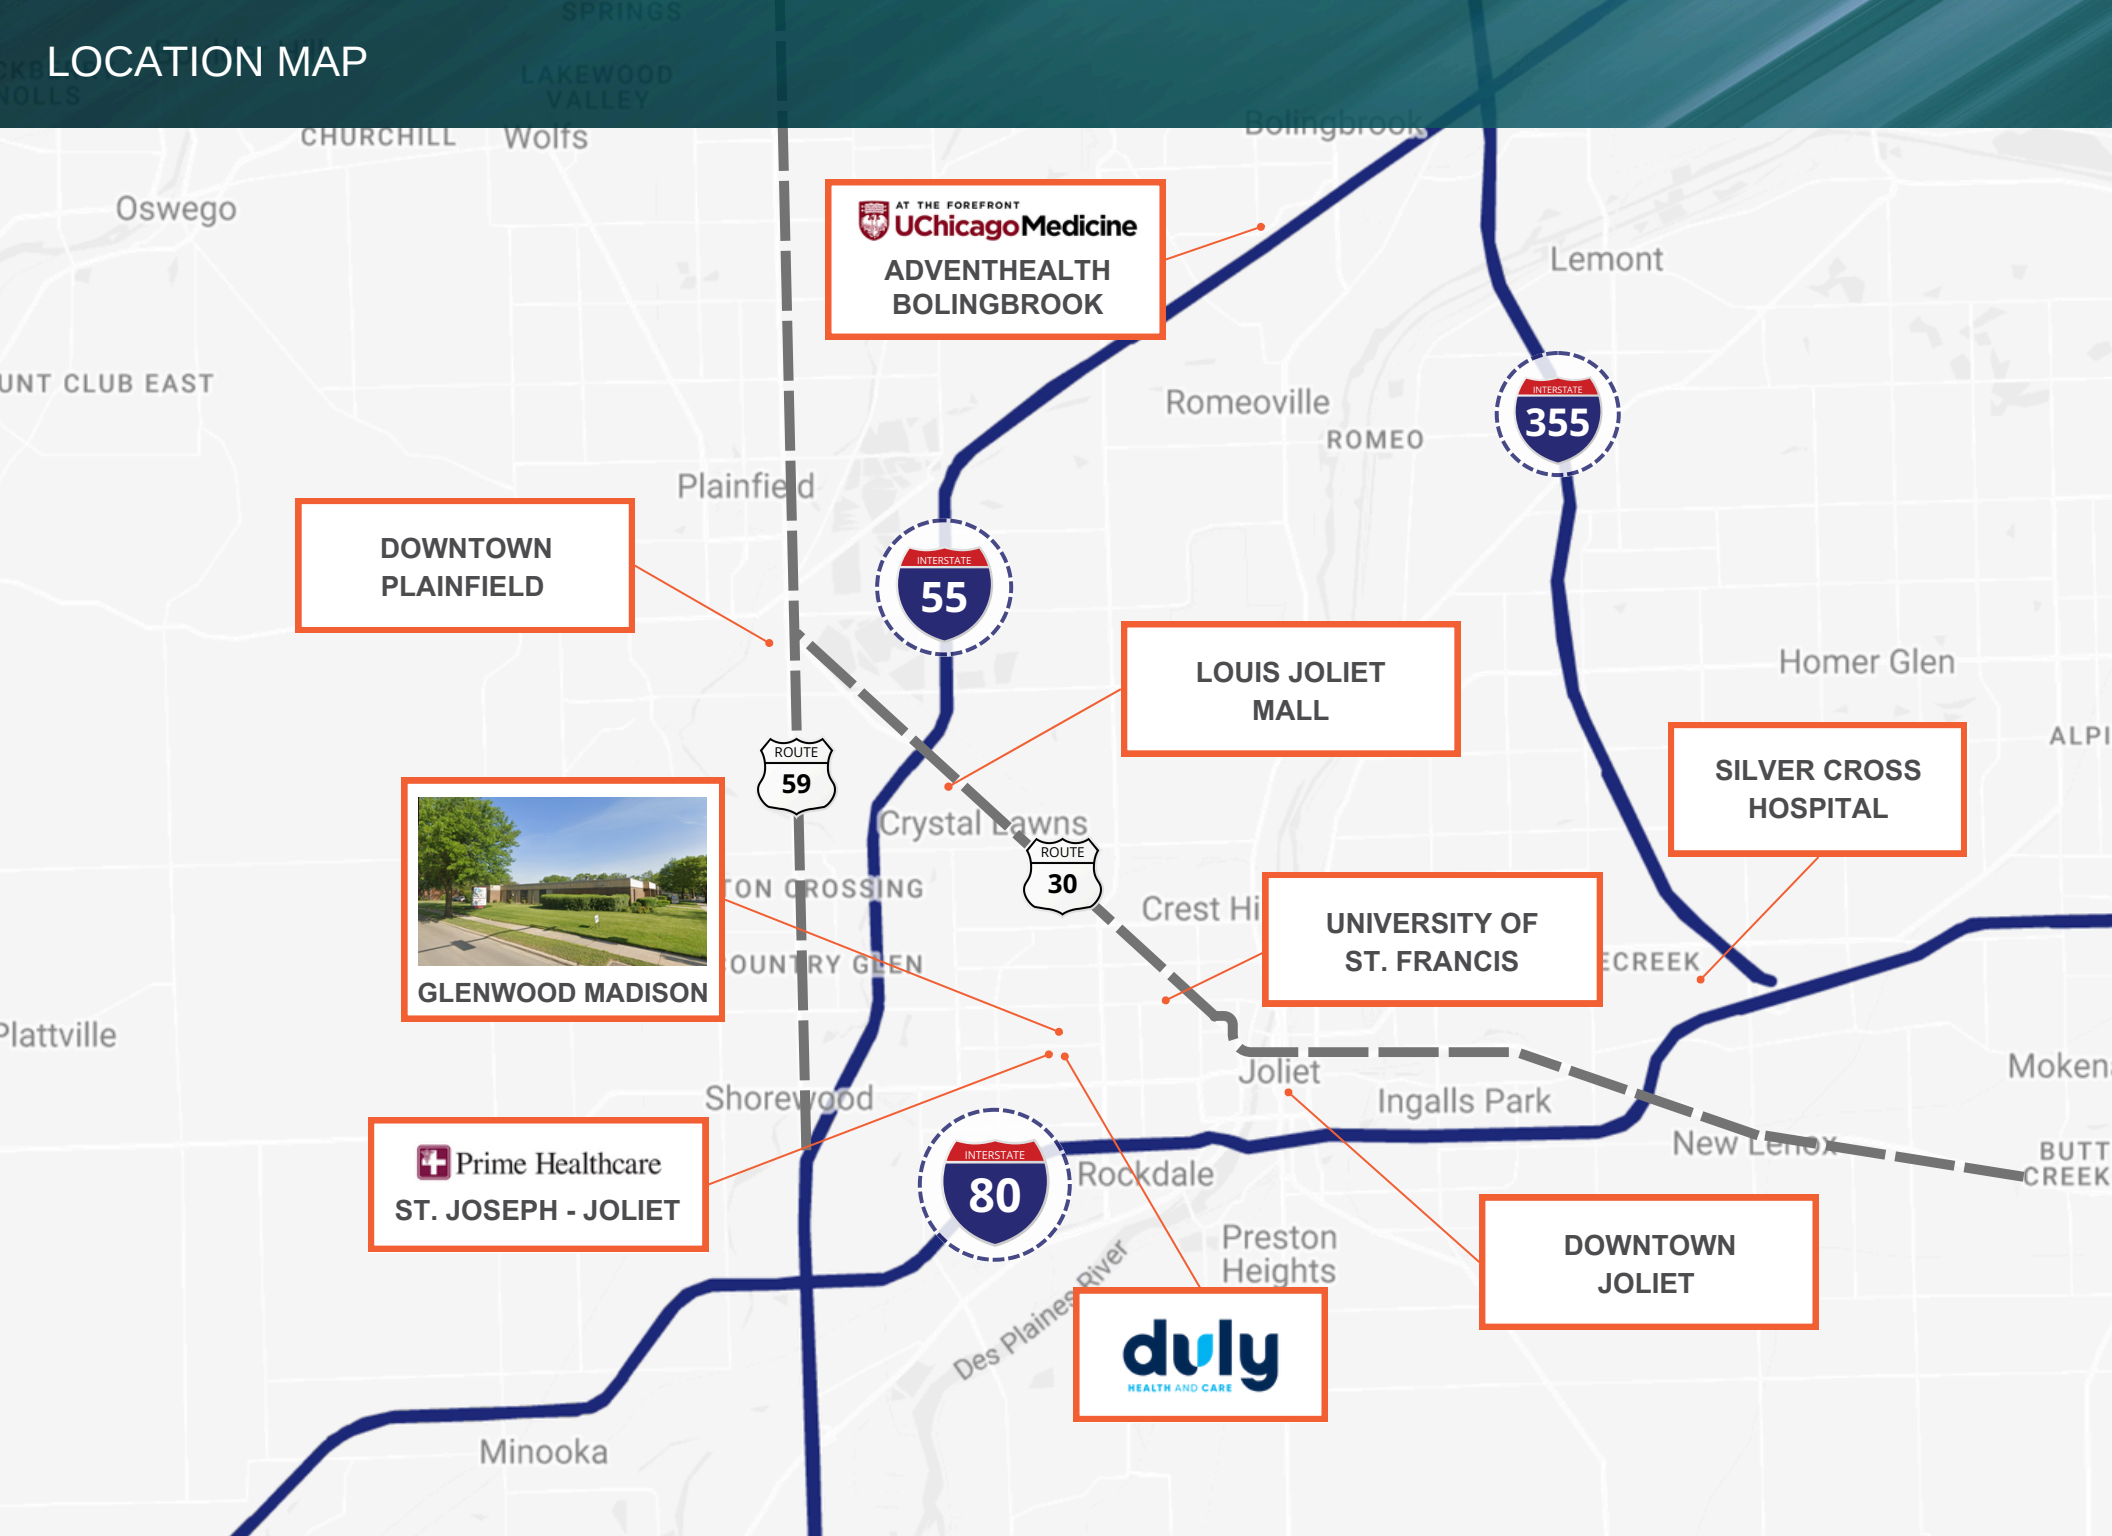 SPRINGS
LOCATION MAP
LAKEWOOD
VALLEY
NOLLS
CHURCHILL
Wolfs
Bolingbrook
Oswego
AT THE FOREFRONT
UChicago Medicine
ADVENTHEALTH
BOLINGBROOK
Lemont
UNT CLUB EAST
INTERSTATE
355
Romeoville
ROMEO
Plainfield
DOWNTOWN
PLAINFIELD
INTERSTATE
55
LOUIS JOLIET
MALL
Homer Glen
ALPI
ROUTE
59
SILVER CROSS
HOSPITAL
Crystal Lawns
ROUTE
30
TON CROSSING
Crest Hi
UNIVERSITY OF
ST. FRANCIS
OUNTRY GLEN
ECREEK
GLENWOOD MADISON
Plattville
Joliet
Mokena
Shorewood
Ingalls Park
New Lenox
BUTT
CREEK
Prime Healthcare
ST. JOSEPH - JOLIET
INTERSTATE
80
Rockdale
Preston
Heights
DOWNTOWN
JOLIET
Des Plaines River
duly
HEALTH AND CARE
Minooka